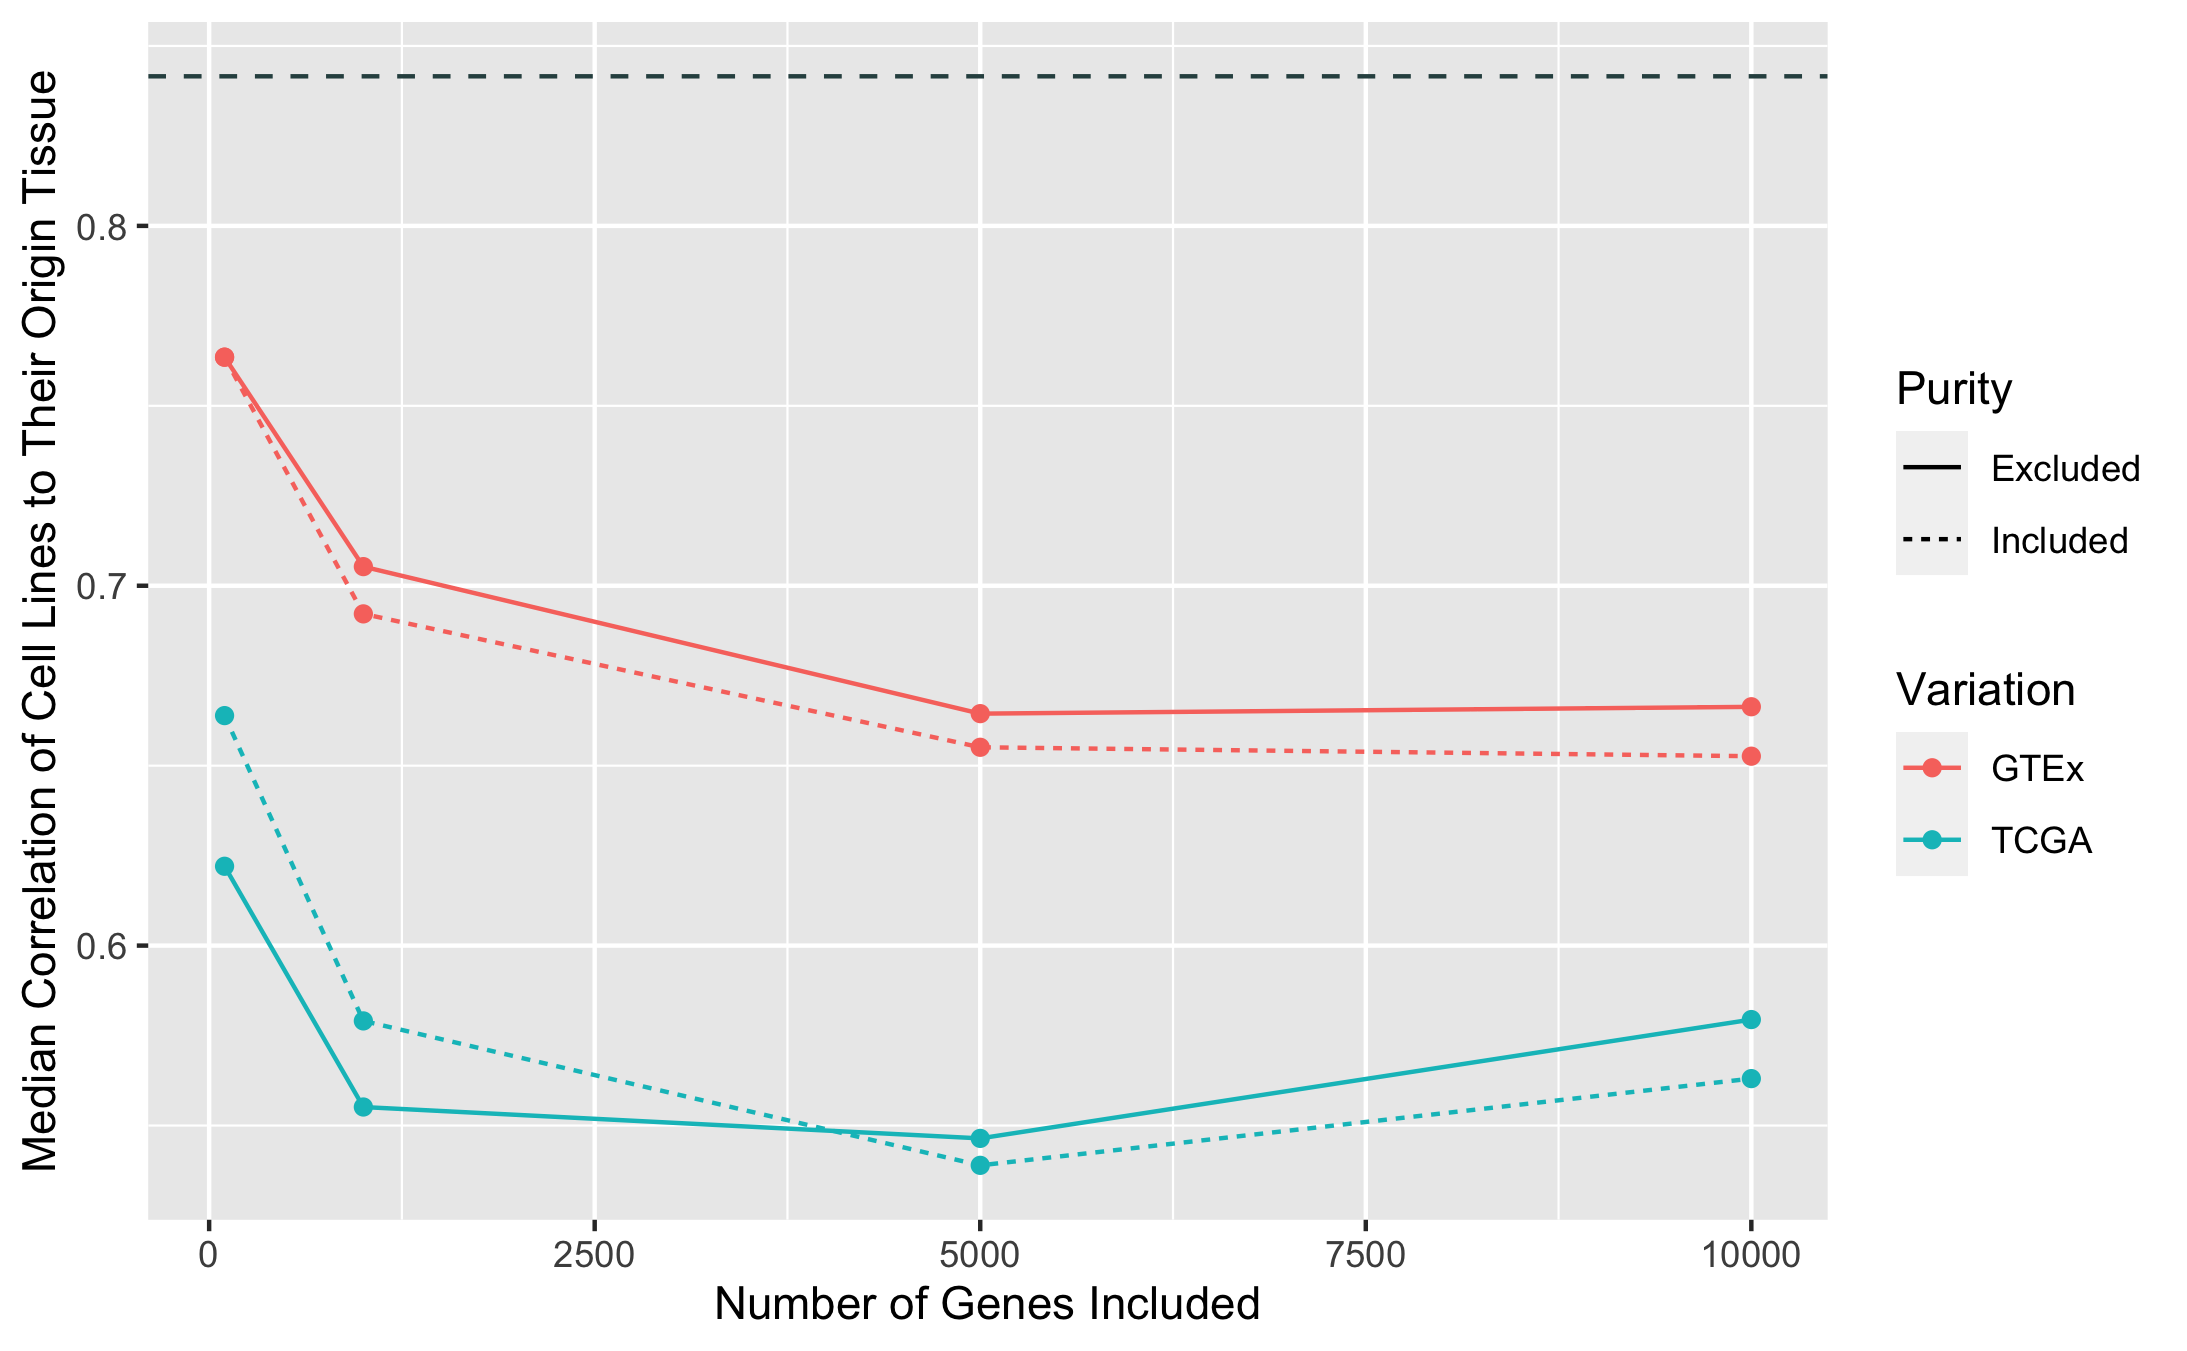 Median Correlation of Cell Lines to Their Origin Tissue
0.8
0.7
0.6
0
2500
5000
7500
10000
Number of Genes Included
Purity
Excluded
Included
Variation
GTEx
TCGA